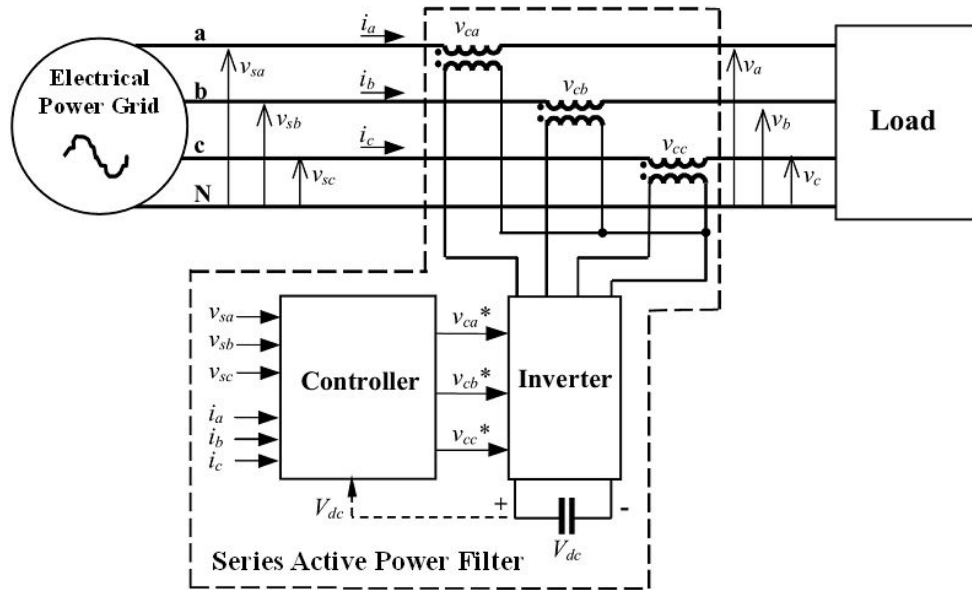 Electrical
Power Grid
a
b
c
N
i_a
i_b
i_c
v_sa
v_sb
v_sc
v_ca
v_cb
v_cc
v_a
v_b
v_c
Load
v_sa
v_sb
v_sc
i_a
i_b
i_c
Controller
v_ca*
v_cb*
v_cc*
Inverter
V_dc
+
-
V_dc
Series Active Power Filter